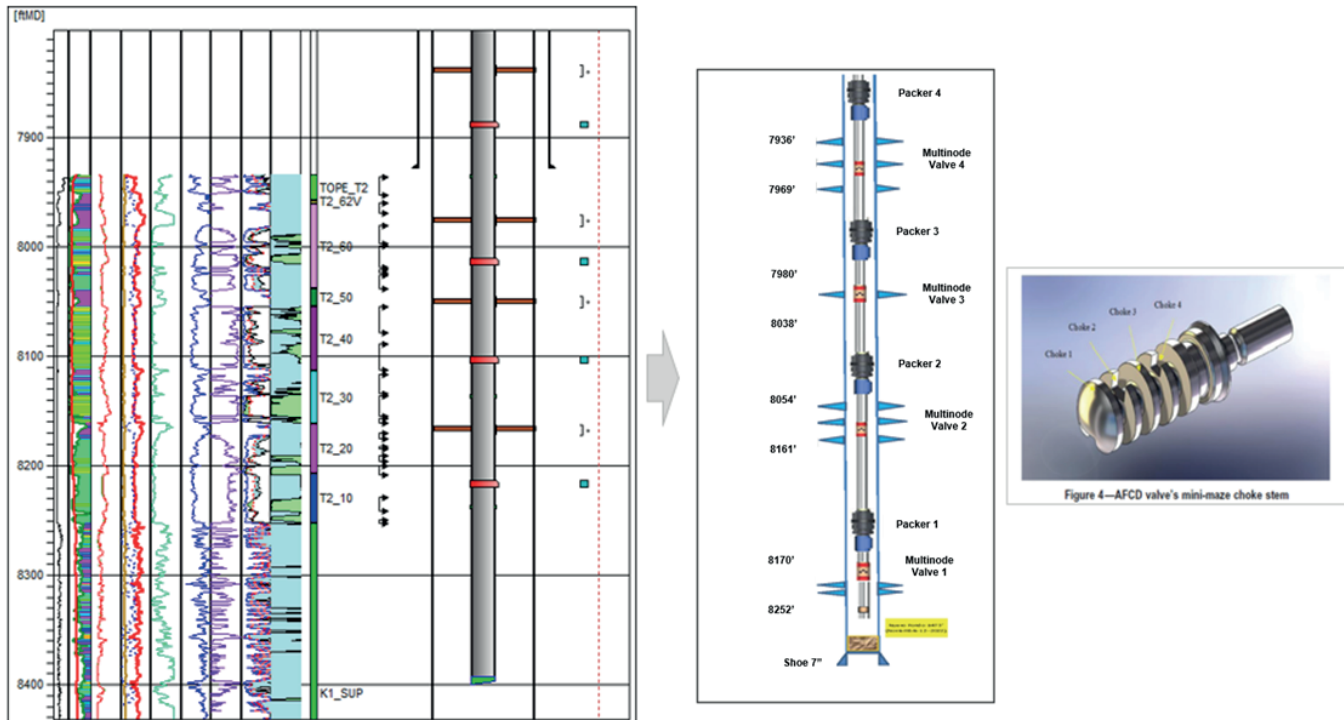 [ftMD]
7900
8000
8100
8200
8300
8400
TOPE_T2
T2_62V
T2_60
T2_50
T2_40
T2_30
T2_20
T2_10
K1_SUP
Packer 4
7936'
Multinode
Valve 4
7969'
Packer 3
7980'
Multinode
Valve 3
8038'
Packer 2
8054'
Multinode
Valve 2
8161'
Packer 1
8170'
Multinode
Valve 1
8252'
Shoe 7"
Choke 1
Choke 2
Choke 3
Choke 4
Figure 4—AFCD valve's mini-maze choke stem